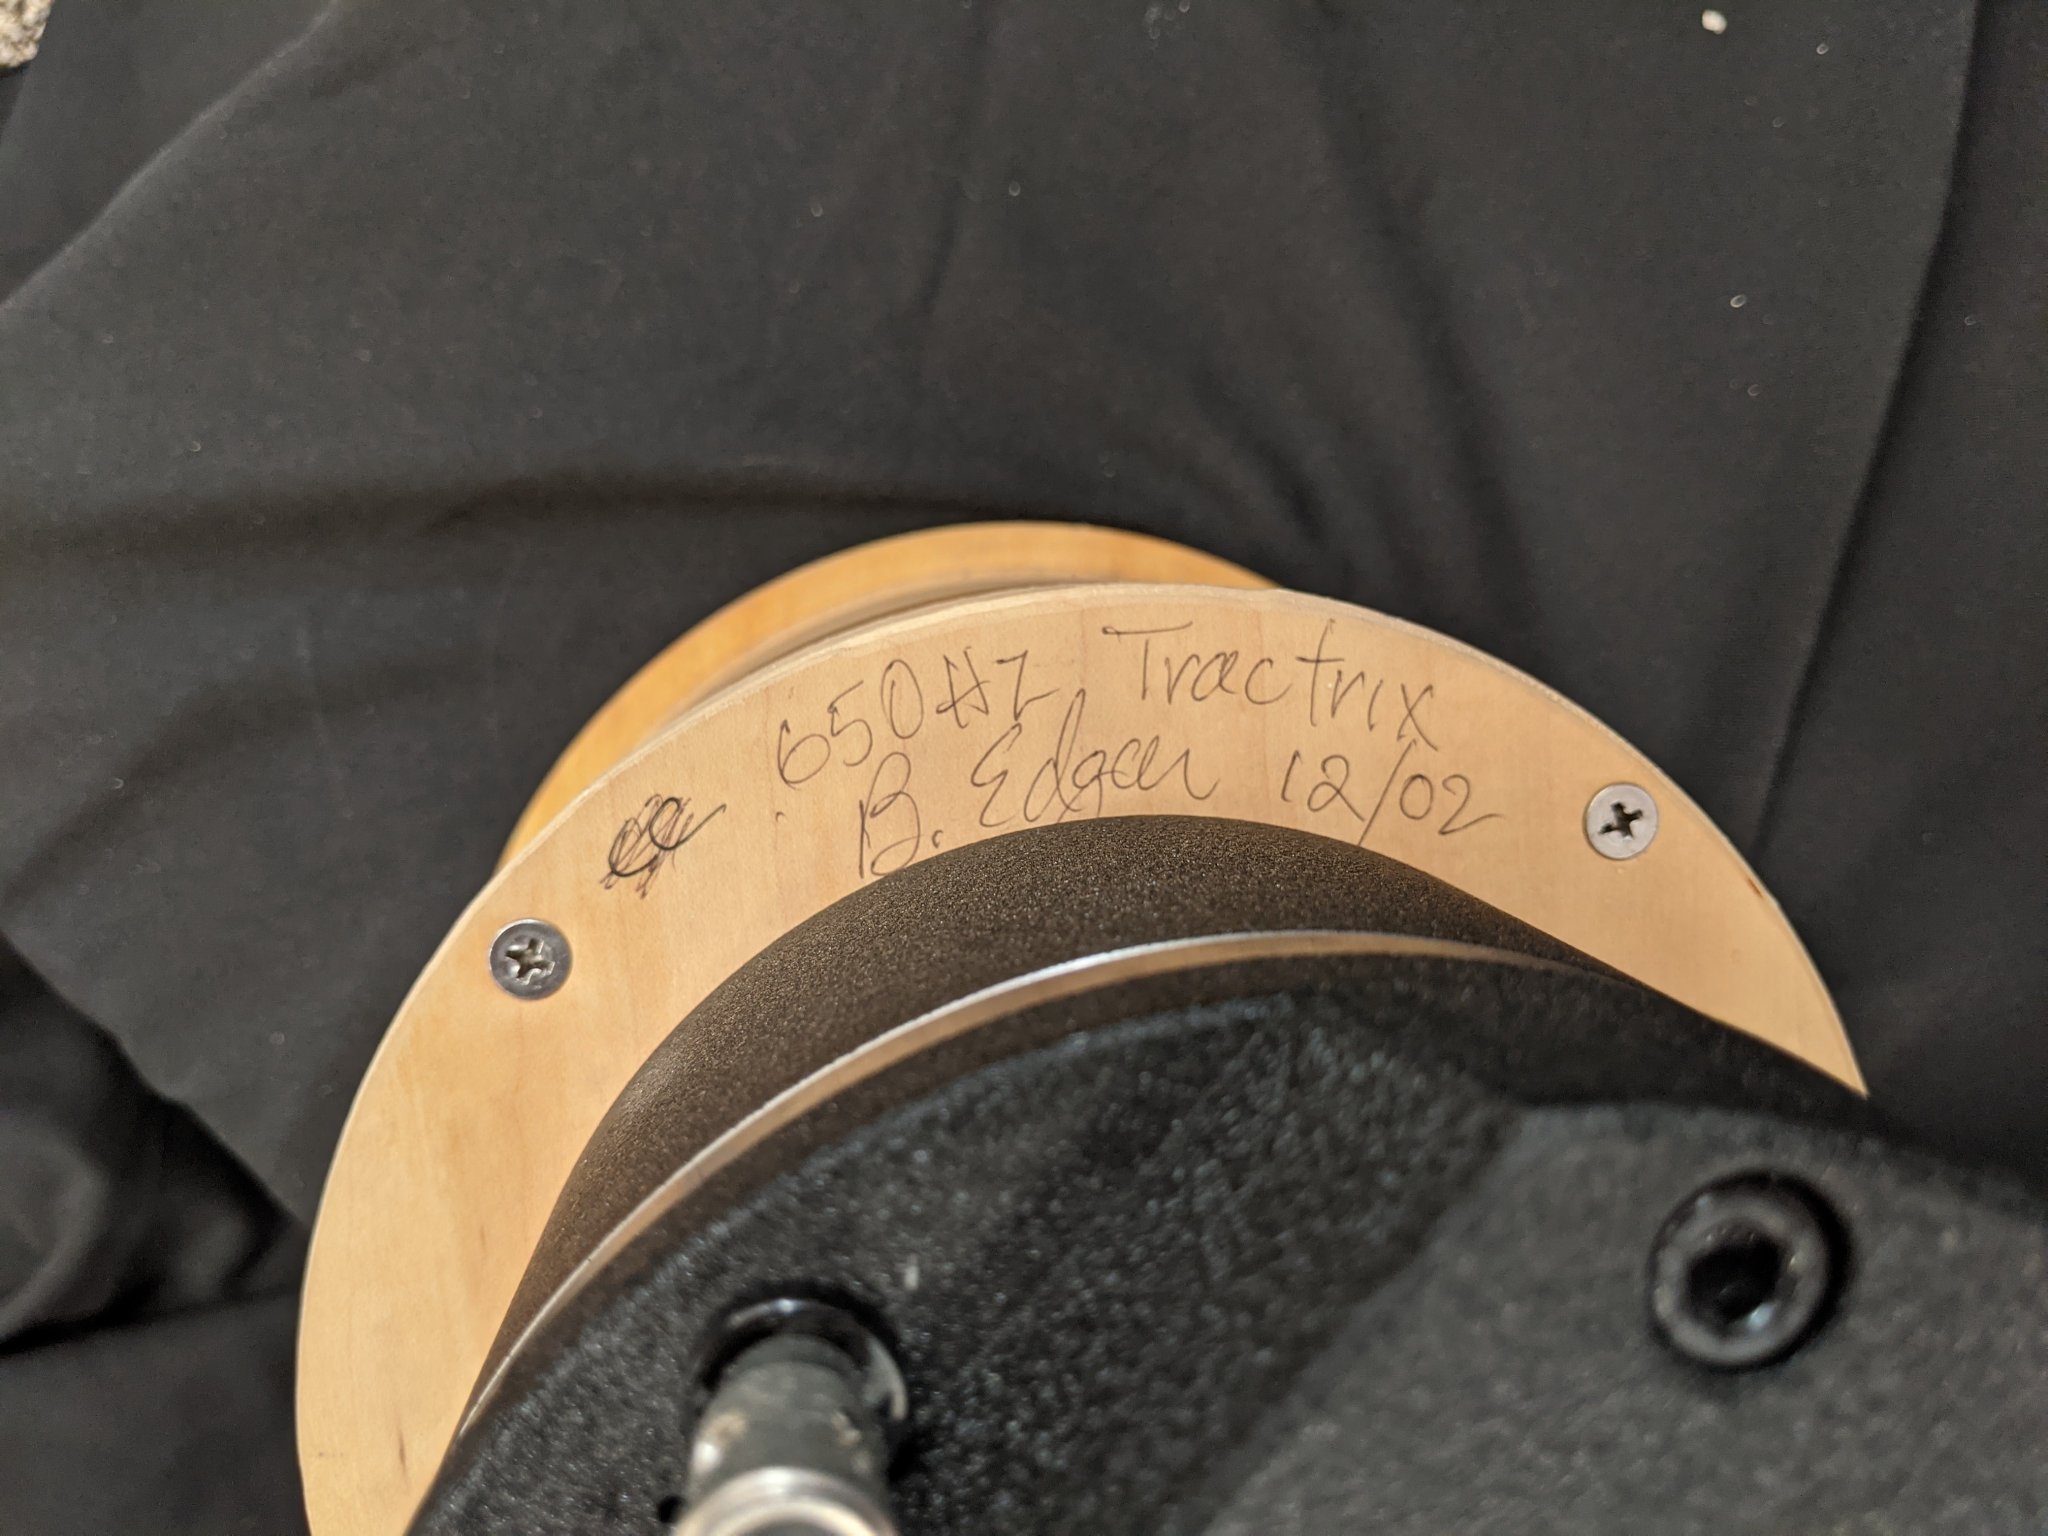 650Hz Tractrix
B. Edgar 12/02